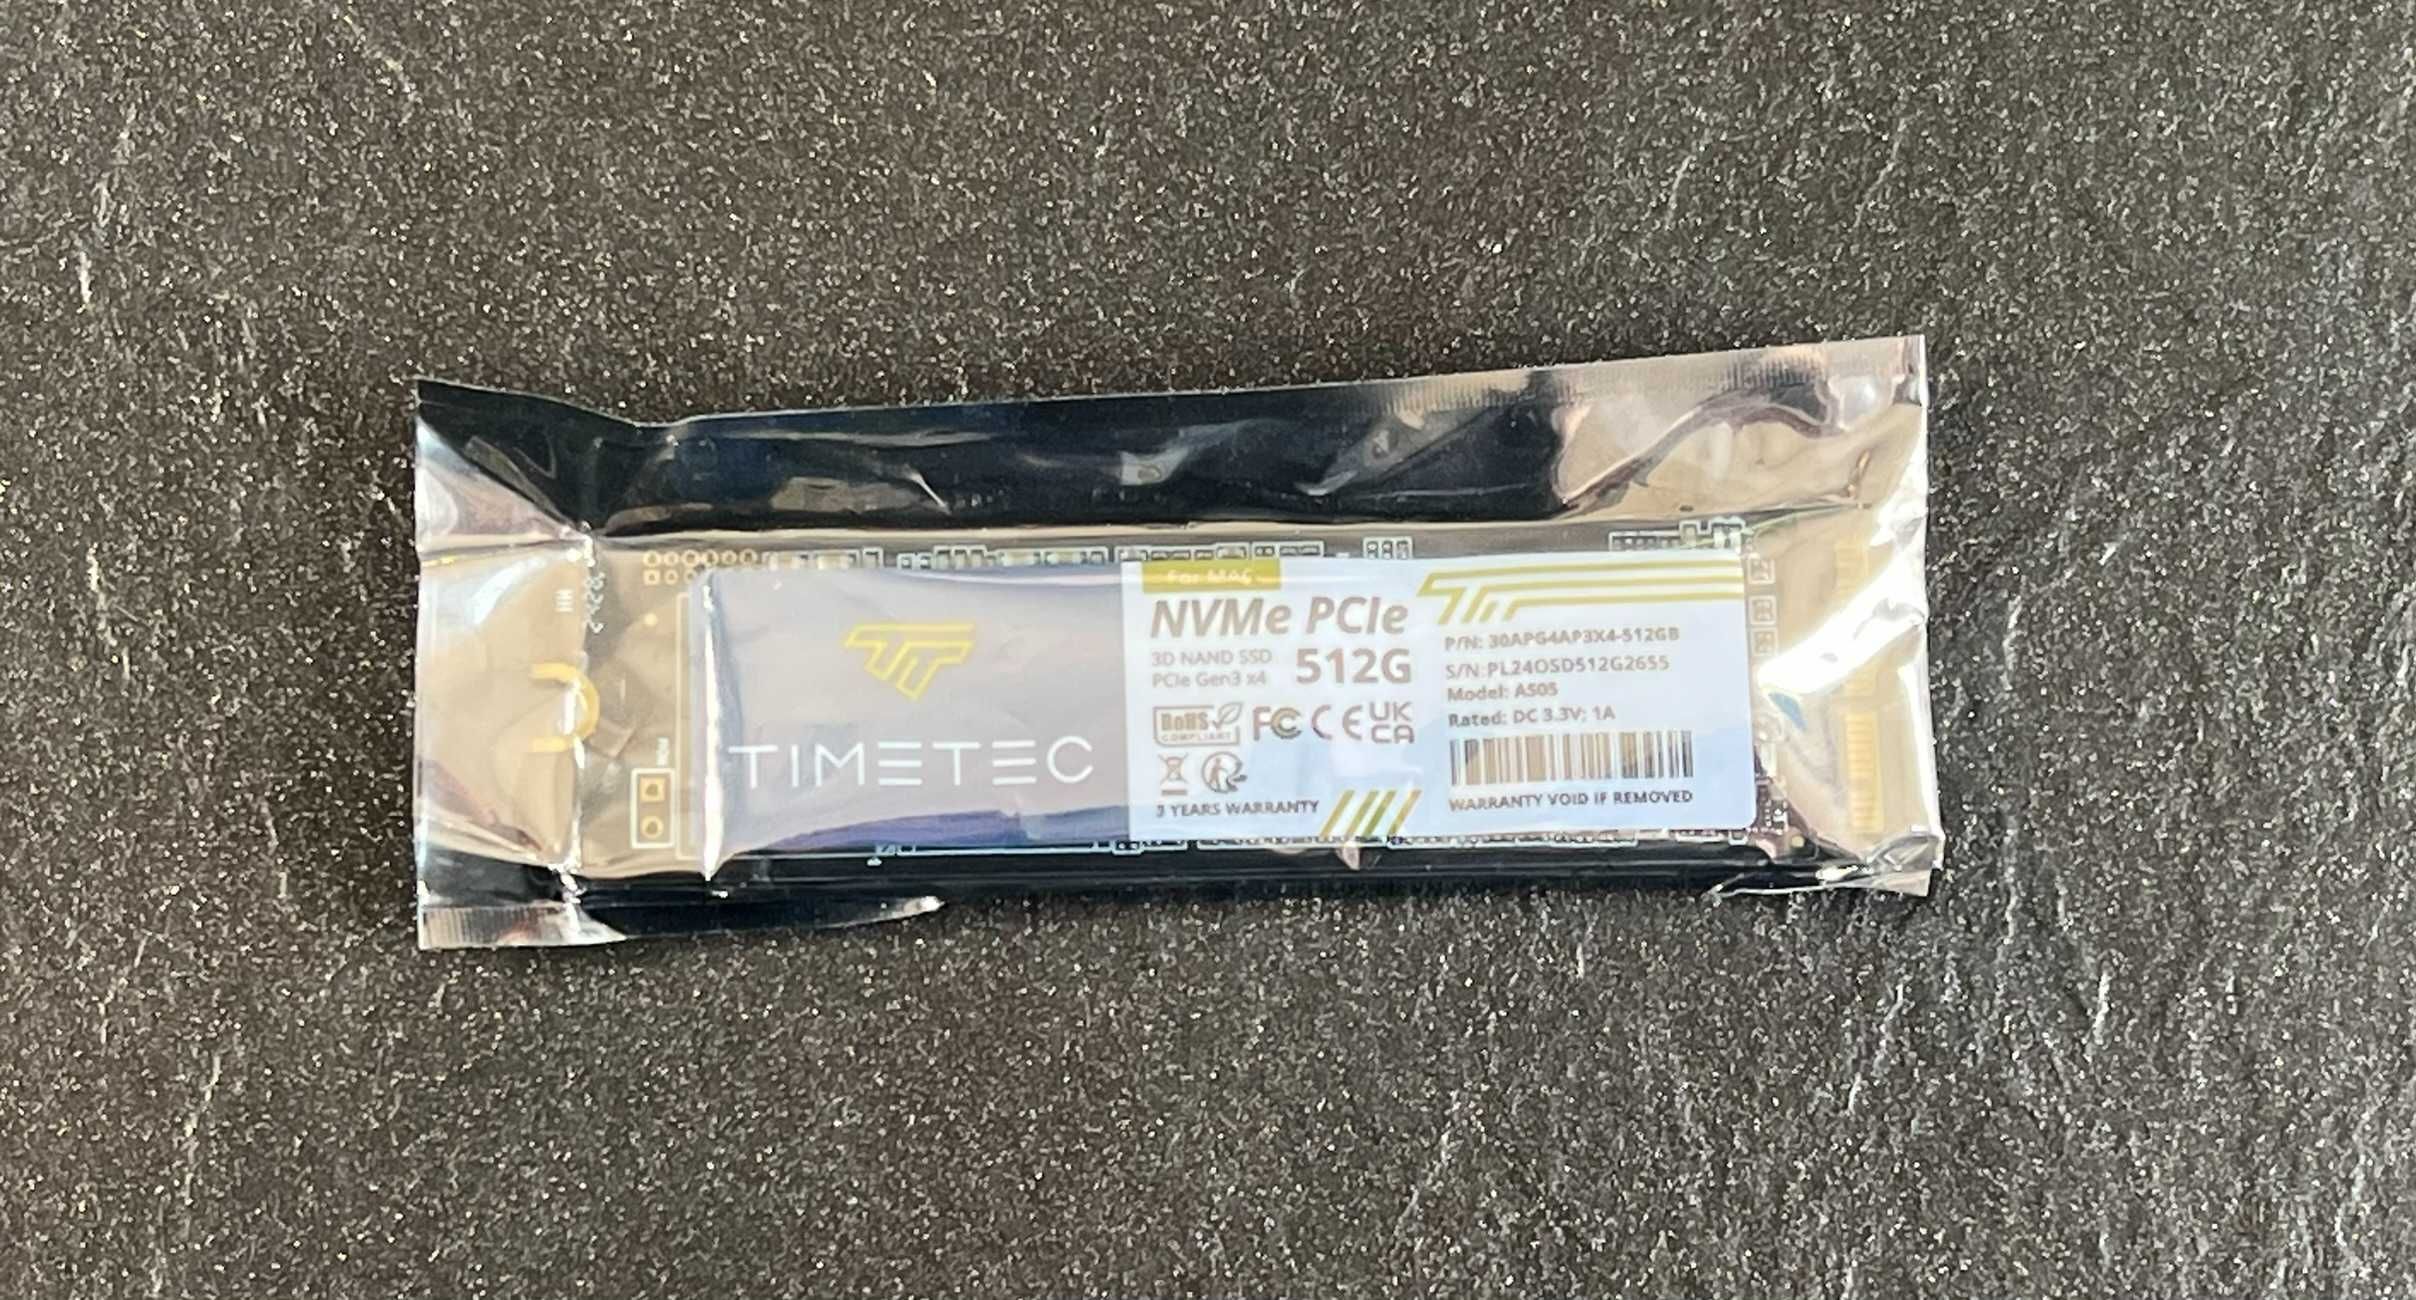 TIMETEC
For MAC
NVMe PCIe
3D NAND SSD
PCIe Gen3 x4
512G
RoHS
COMPLIANT
FC CE UK
CA
3 YEARS WARRANTY
P/N: 30APG4AP3X4-512GB
S/N:PL24OSD512G2655
Model: AS05
Rated: DC 3.3V; 1A
WARRANTY VOID IF REMOVED